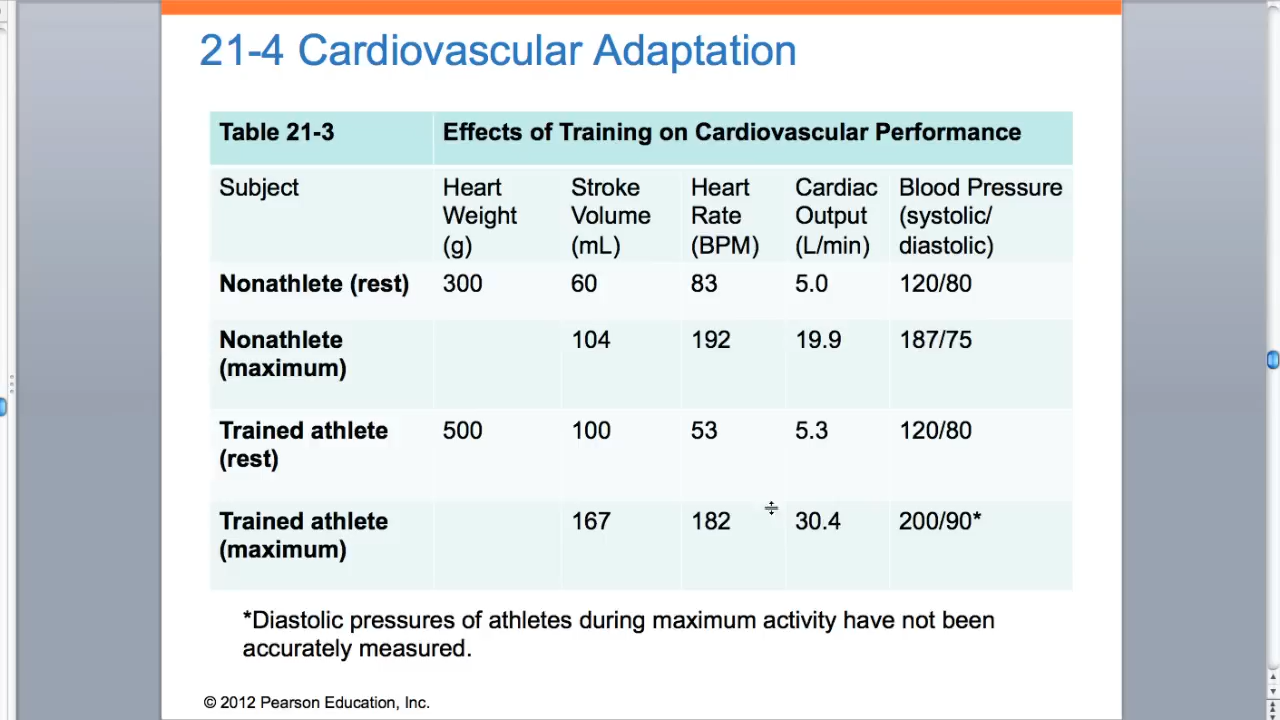 21-4 Cardiovascular Adaptation
Table 21-3 Effects of Training on Cardiovascular Performance
Subject Heart Stroke Heart Cardiac Blood Pressure
Weight Volume Rate Output (systolic/
(g) (mL) (BPM) (L/min) diastolic)
Nonathlete (rest) 300 60 83 5.0 120/80
Nonathlete 104 192 19.9 187/75
(maximum)
Trained athlete 500 100 53 5.3 120/80
(rest)
Trained athlete 167 182 30.4 200/90*
(maximum)
*Diastolic pressures of athletes during maximum activity have not been
accurately measured.
© 2012 Pearson Education, Inc.